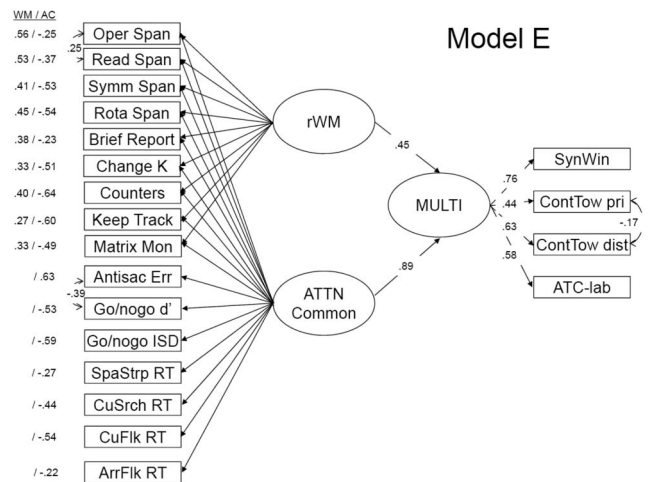 WM / AC
Model E
.56 / -.25
Oper Span
.25
.53 / -.37
Read Span
.41 / -.53
Symm Span
.45 / -.54
Rota Span
.38 / -.23
Brief Report
.33 / -.51
Change K
.40 / -.64
Counters
.27 / -.60
Keep Track
.33 / -.49
Matrix Mon
/ .63
Antisac Err
-.39
/ -.53
Go/nogo d’
/ -.59
Go/nogo ISD
/ -.27
SpaStrp RT
/ -.44
CuSrch RT
/ -.54
CuFlk RT
/ -.22
ArrFlk RT
rWM
ATTN
Common
.45
.89
MULTI
.76
.44
.63
.58
SynWin
ContTow pri
-.17
ContTow dist
ATC-lab